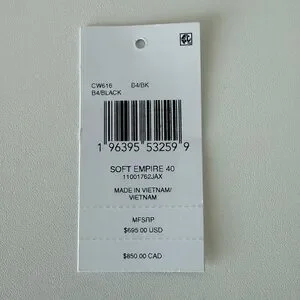 CW616 B4/BK
B4/BLACK
1 96395 53259 9
SOFT EMPIRE 40
11001762JAX
MADE IN VIETNAM/
VIETNAM
MFSRP
$695.00 USD
$850.00 CAD